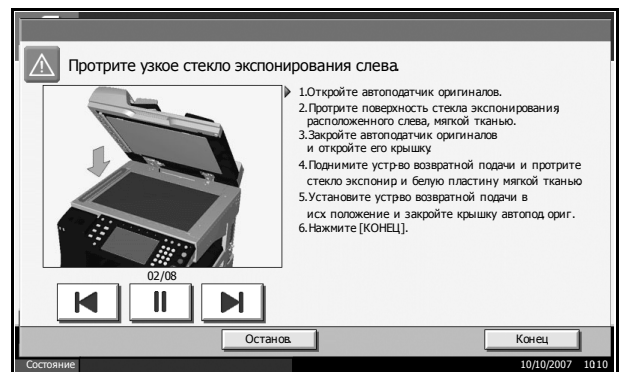 Протрите узкое стекло экспонирования слева.
1.Откройте автоподатчик оригиналов.
2.Протрите поверхность стекла экспонирования,
расположенного слева, мягкой тканью.
3.Закройте автоподатчик оригиналов
и откройте его крышку.
4.Поднимите устр-во возвратной подачи и протрите
стекло экспонир и белую пластину мягкой тканью
5.Установите устр-во возвратной подачи в
исх положение и закройте крышку автопод. ориг.
6.Нажмите [КОНЕЦ].
02/08
Останов.
Конец
Состояние
10/10/2007 10:10